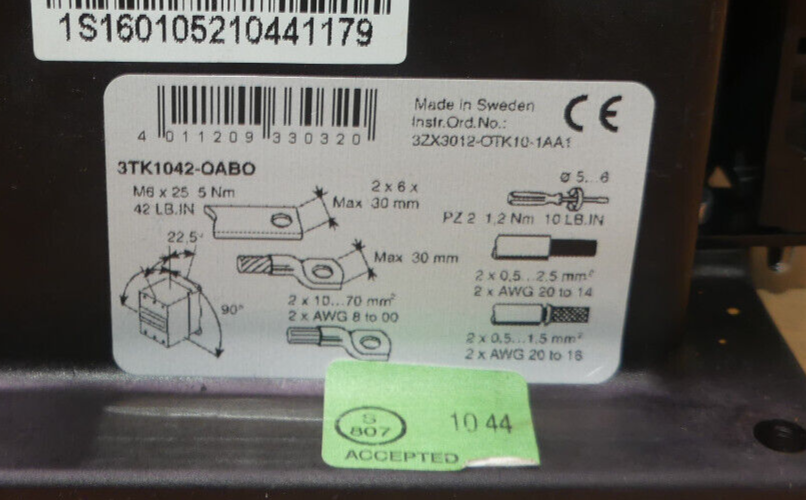 1S160105210441179
4 011209 330320
Made in Sweden
Instr.Ord.No.:
3ZX3012-OTK10-1AA1
CE
3TK1042-OABO
M6 x 25 5 Nm
42 LB.IN
2 x 6 x
Max 30 mm
ø 5...6
PZ 2 1,2 Nm 10 LB.IN
22,5°
90°
Max 30 mm
2 x 10...70 mm²
2 x AWG 8 to 00
2 x 0,5...2.5 mm²
2 x AWG 20 to 14
2 x 0,5...1,5 mm²
2 x AWG 20 to 16
S
807
10 44
ACCEPTED